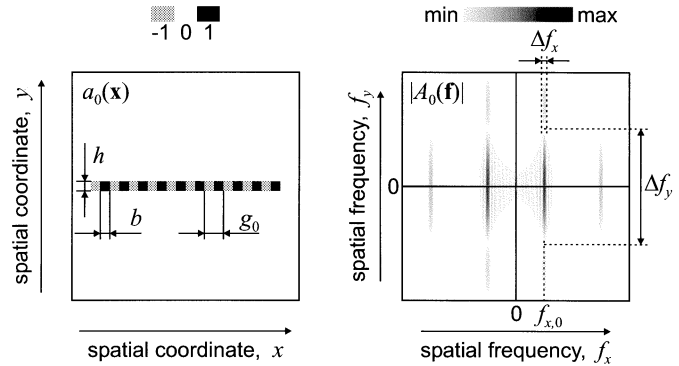 -1 0 1
min max
Δfx
a0(x)
|A0(f)|
spatial coordinate, y
h
b
g0
spatial coordinate, x
spatial frequency, fy
0
Δfy
0 fx,0
spatial frequency, fx